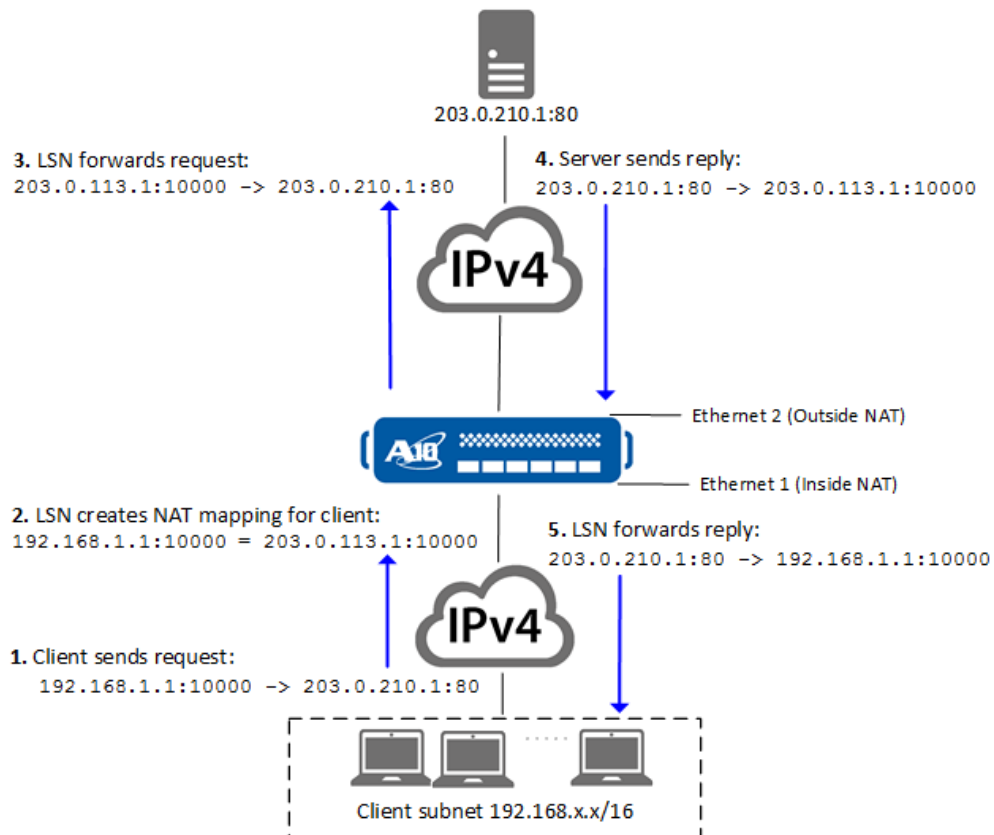 203.0.210.1:80
3. LSN forwards request:
203.0.113.1:10000 -> 203.0.210.1:80
4. Server sends reply:
203.0.210.1:80 -> 203.0.113.1:10000
IPv4
Ethernet 2 (Outside NAT)
A10
Ethernet 1 (Inside NAT)
2. LSN creates NAT mapping for client:
192.168.1.1:10000 = 203.0.113.1:10000
5. LSN forwards reply:
203.0.210.1:80 -> 192.168.1.1:10000
IPv4
1. Client sends request:
192.168.1.1:10000 -> 203.0.210.1:80
Client subnet 192.168.x.x/16